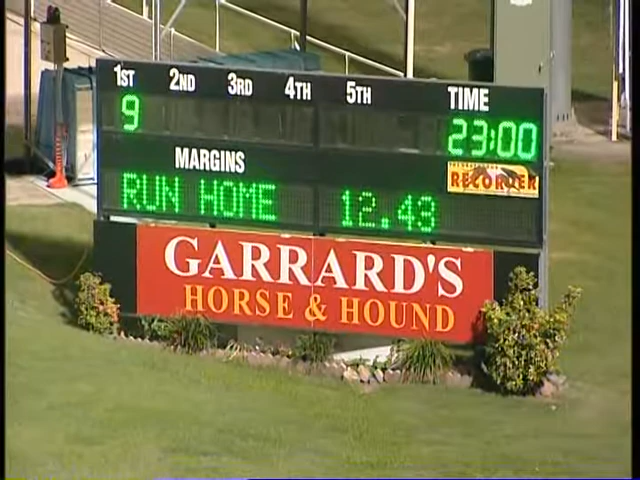 1ST 2ND 3RD 4TH 5TH TIME
9 23:00
MARGINS
RECORDER
RUN HOME 12.43
GARRARD'S
HORSE & HOUND